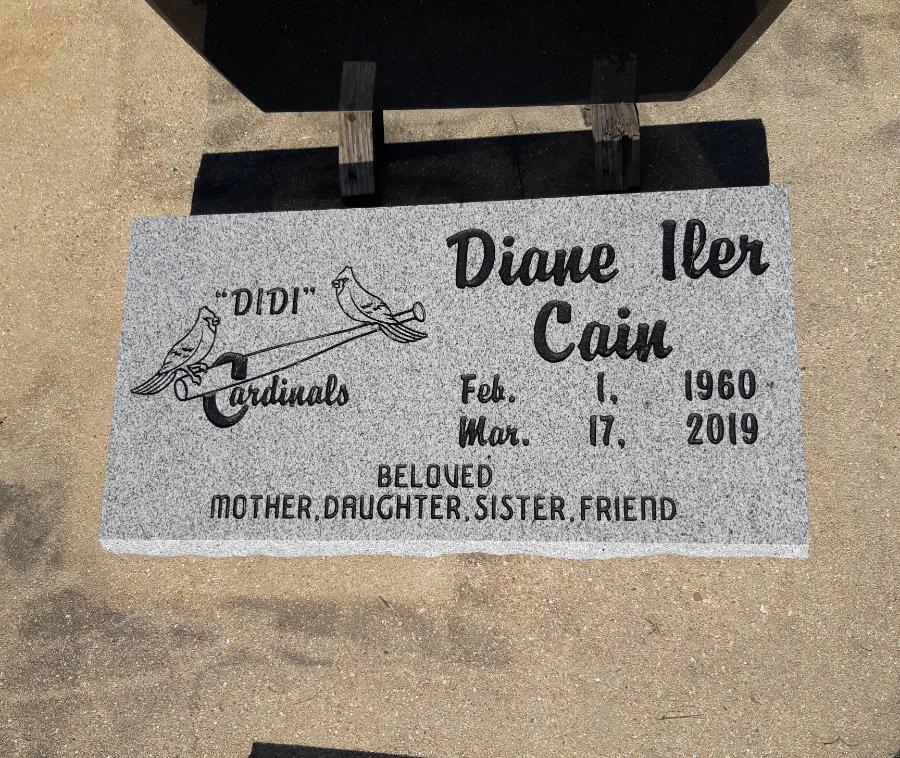 "DIDI"
Cardinals
Diane Iler
Cain
Feb. 1, 1960
Mar. 17, 2019
BELOVED
MOTHER, DAUGHTER, SISTER, FRIEND